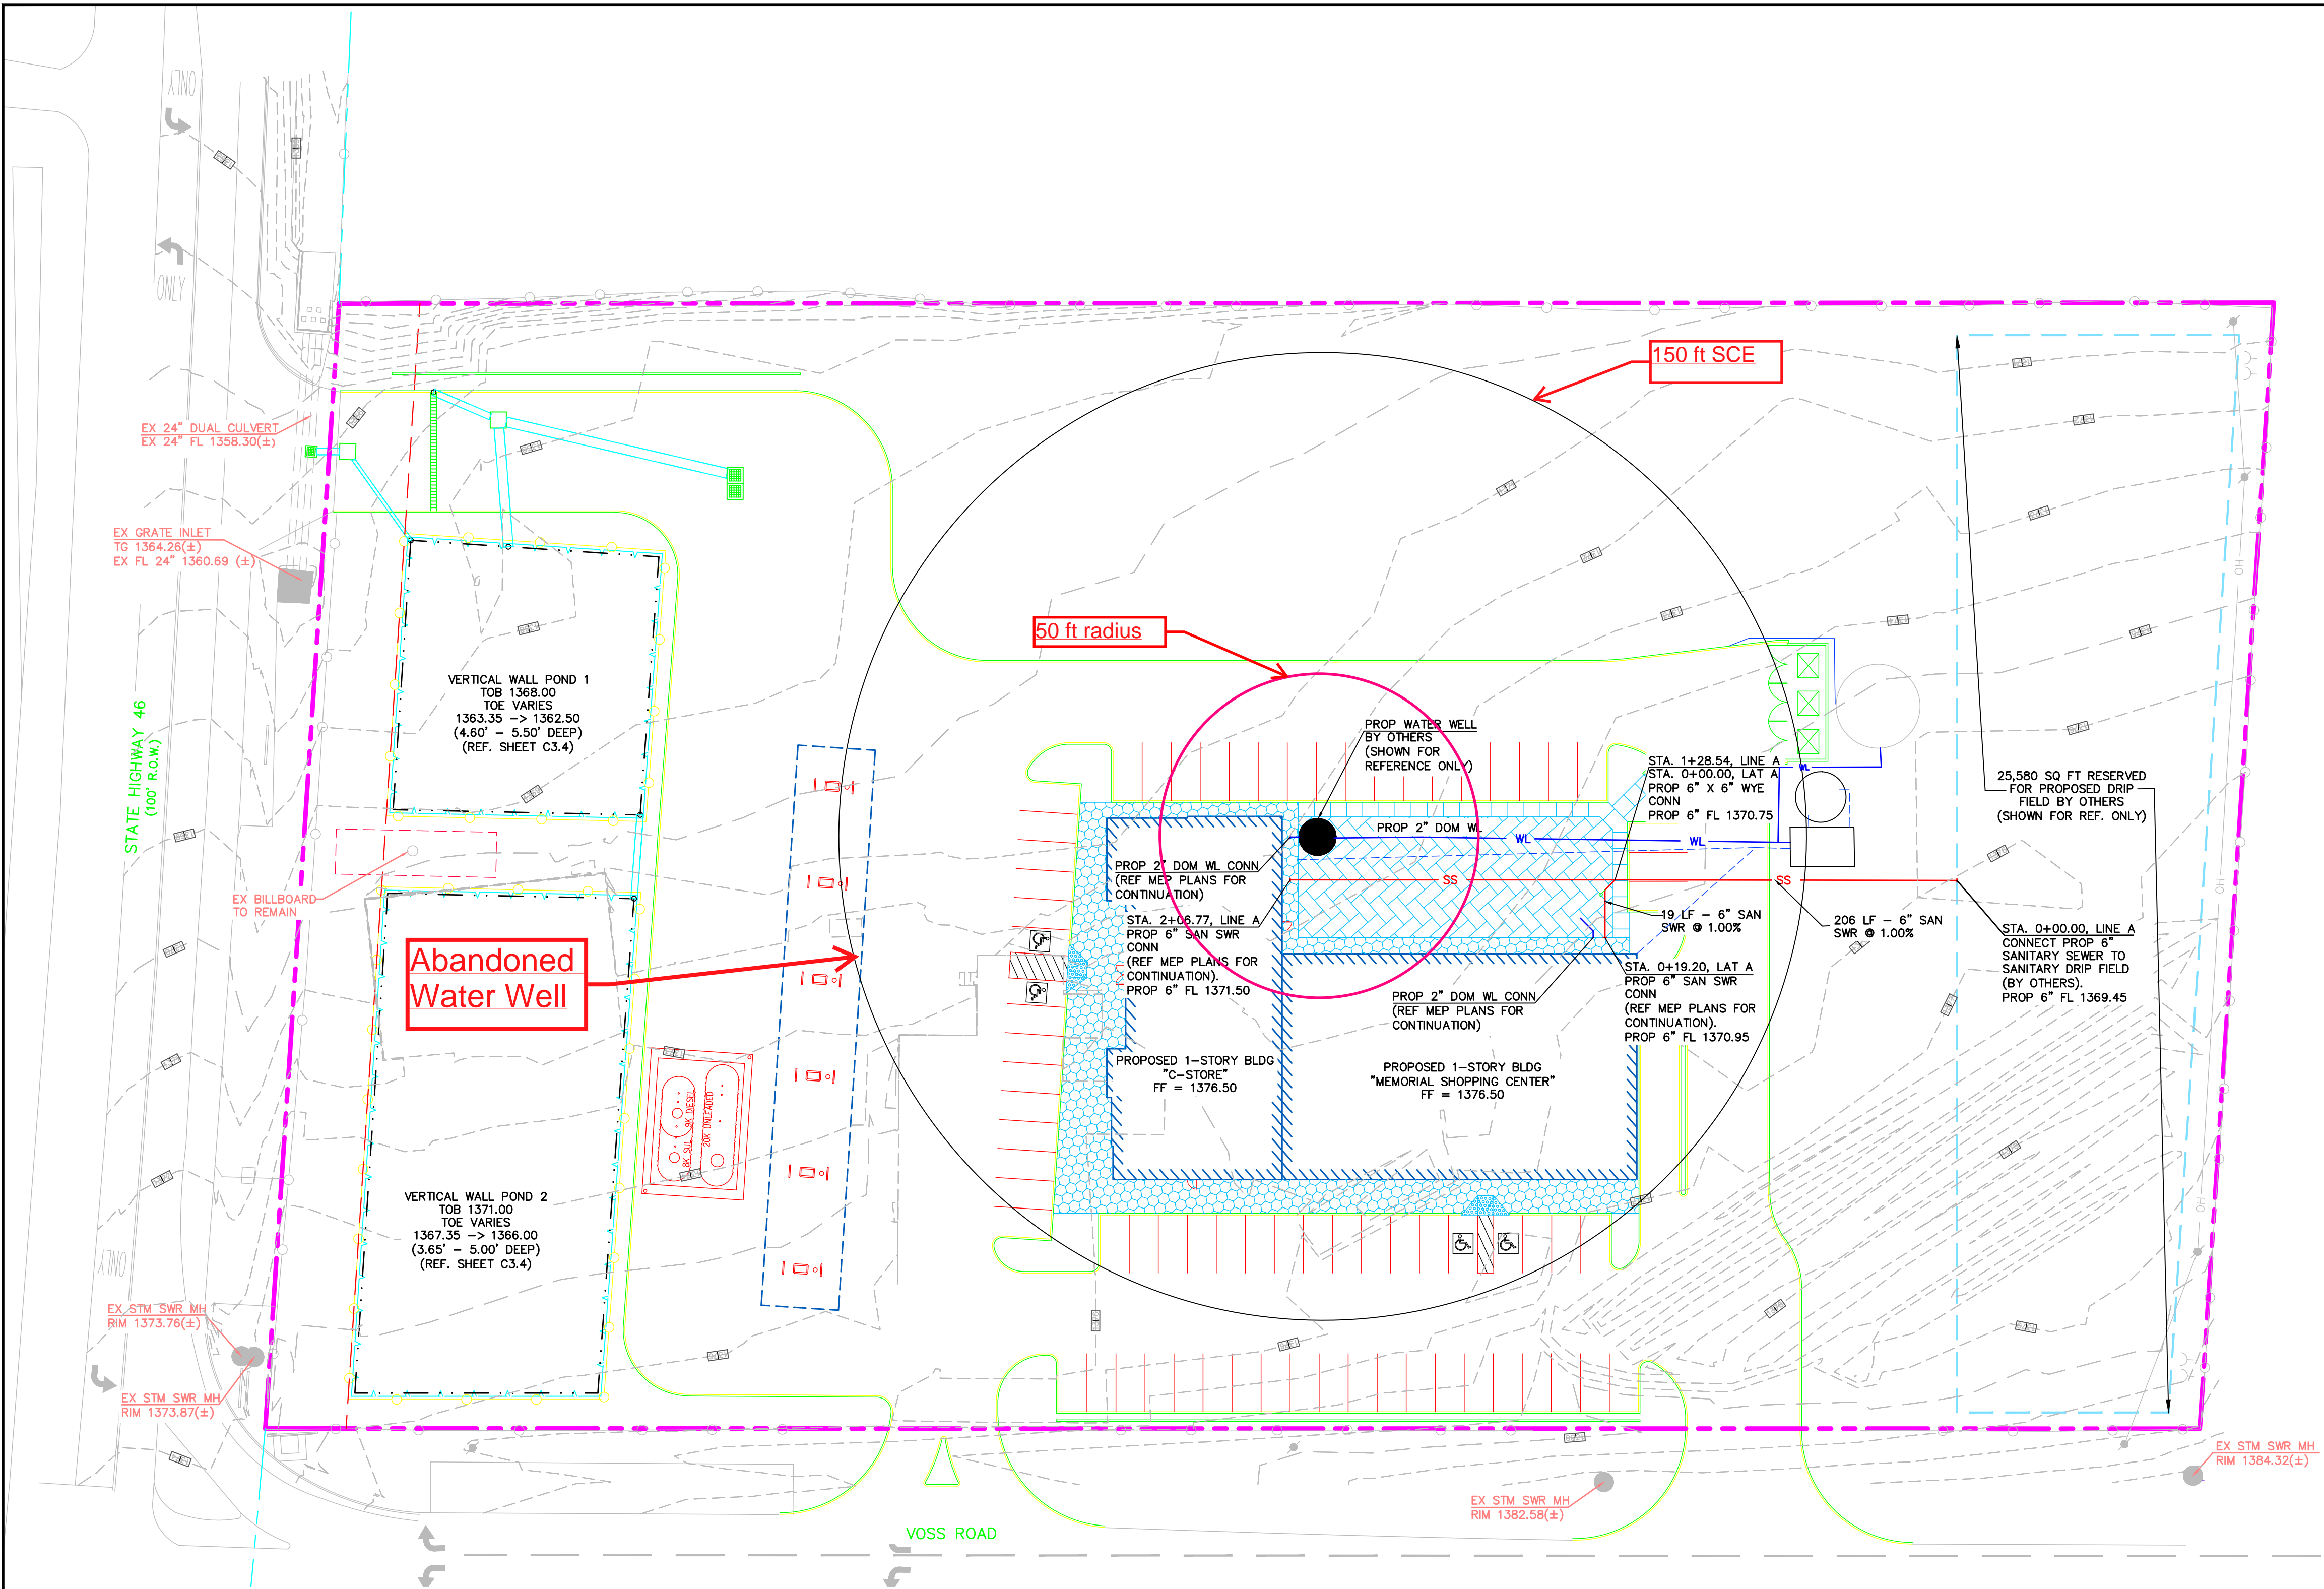 ONLY
ONLY
150 ft SCE
EX 24" DUAL CULVERT
EX 24" FL 1358.30(±)
EX GRATE INLET
TG 1364.26(±)
EX FL 24" 1360.69 (±)
50 ft radius
STATE HIGHWAY 46
(100' R.O.W.)
VERTICAL WALL POND 1
TOB 1368.00
TOE VARIES
1363.35 -> 1362.50
(4.60' - 5.50' DEEP)
(REF. SHEET C3.4)
PROP WATER WELL
BY OTHERS
(SHOWN FOR
REFERENCE ONLY)
STA. 1+28.54, LINE A
STA. 0+00.00, LAT A
PROP 6" X 6" WYE
CONN
PROP 6" FL 1370.75
WL
25,580 SQ FT RESERVED
FOR PROPOSED DRIP
FIELD BY OTHERS
(SHOWN FOR REF. ONLY)
PROP 2" DOM WL
WL
WL
PROP 2" DOM WL CONN
(REF MEP PLANS FOR
CONTINUATION)
SS
SS
EX BILLBOARD
TO REMAIN
STA. 2+06.77, LINE A
PROP 6" SAN SWR
CONN
(REF MEP PLANS FOR
CONTINUATION).
PROP 6" FL 1371.50
19 LF - 6" SAN
SWR @ 1.00%
206 LF - 6" SAN
SWR @ 1.00%
STA. 0+00.00, LINE A
CONNECT PROP 6"
SANITARY SEWER TO
SANITARY DRIP FIELD
(BY OTHERS).
PROP 6" FL 1369.45
Abandoned
Water Well
STA. 0+19.20, LAT A
PROP 6" SAN SWR
CONN
(REF MEP PLANS FOR
CONTINUATION).
PROP 6" FL 1370.95
PROP 2" DOM WL CONN
(REF MEP PLANS FOR
CONTINUATION)
PROPOSED 1-STORY BLDG
"C-STORE"
FF = 1376.50
PROPOSED 1-STORY BLDG
"MEMORIAL SHOPPING CENTER"
FF = 1376.50
8K SUL
9K DIESEL
20K UNLEADED
VERTICAL WALL POND 2
TOB 1371.00
TOE VARIES
1367.35 -> 1366.00
(3.65' - 5.00' DEEP)
(REF. SHEET C3.4)
ONLY
EX STM SWR MH
RIM 1373.76(±)
EX STM SWR MH
RIM 1373.87(±)
OH
OH
OH
EX STM SWR MH
RIM 1384.32(±)
EX STM SWR MH
RIM 1382.58(±)
VOSS ROAD